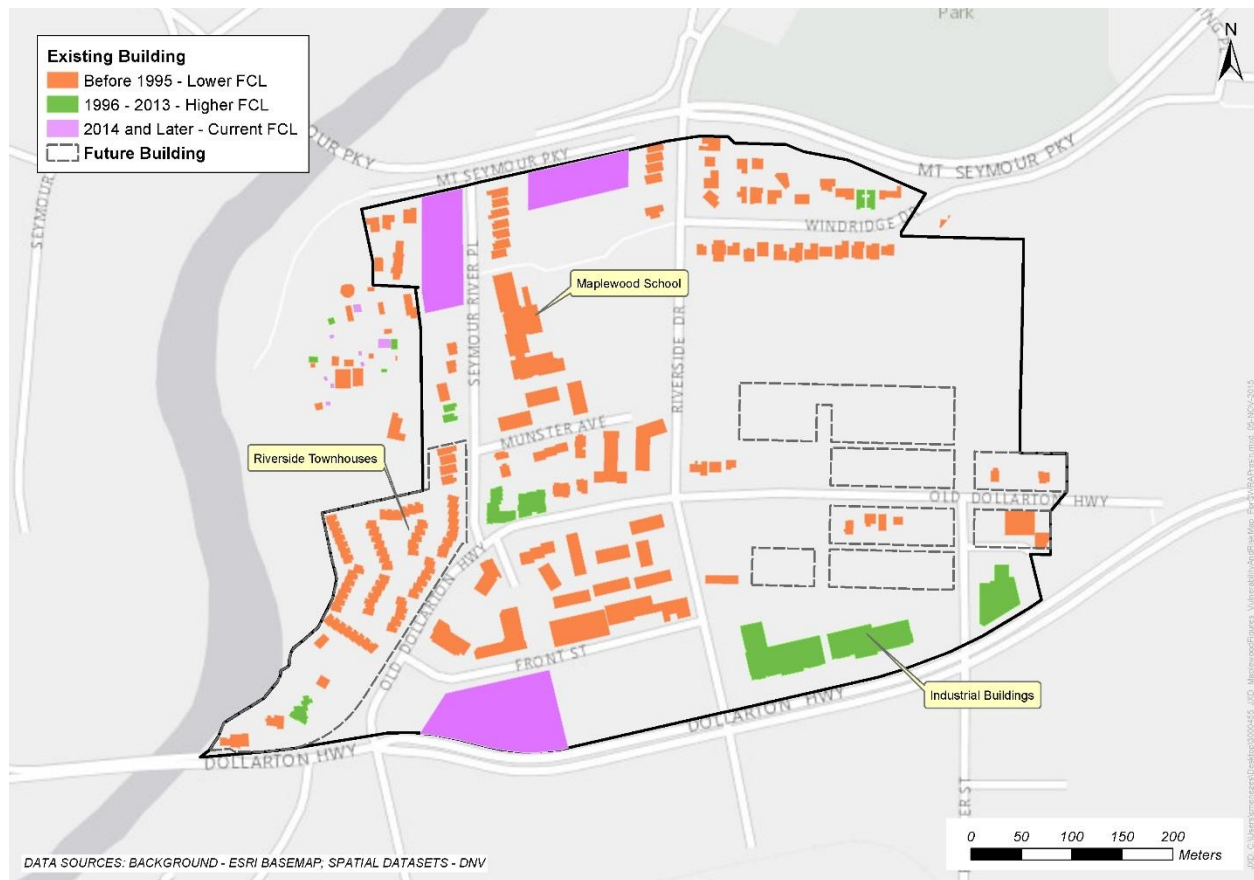 Park
N
Existing Building
Before 1995 - Lower FCL
1996 - 2013 - Higher FCL
2014 and Later - Current FCL
Future Building
OUR PKY
MT SEYMOUR PKY
MT SEYMOUR PKY
SEYMOUR
WINDRIDGE DR
Maplewood School
SEYMOUR RIVER PL
RIVERSIDE DR
MUNSTER AVE
Riverside Townhouses
OLD DOLLARTON HWY
OLD DOLLARTON HWY
FRONT ST
Industrial Buildings
DOLLARTON HWY
DOLLARTON HWY
ER ST
0 50 100 150 200
Meters
DATA SOURCES: BACKGROUND - ESRI BASEMAP; SPATIAL DATASETS - DNV